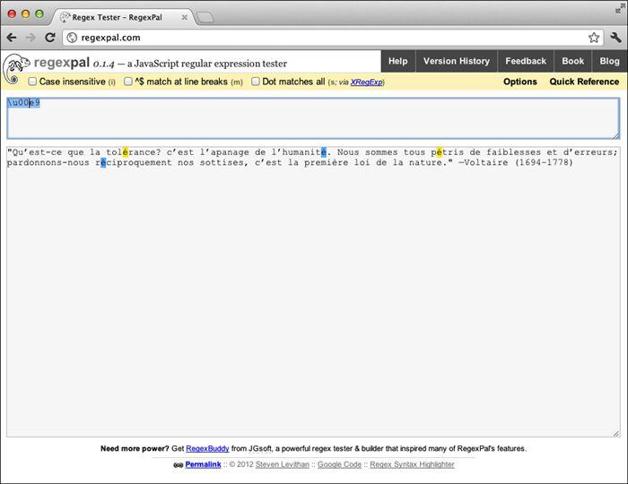 Regex Tester – RegexPal
regexpal.com
regexpal 0.1.4 — a JavaScript regular expression tester
Help Version History Feedback Book Blog
Case insensitive (i) ^$ match at line breaks (m) Dot matches all (s; via XRegExp)
Options Quick Reference
\u00e9
"Qu’est-ce que la tolérance? c’est l’apanage de l’humanité. Nous sommes tous pétris de faiblesses et d’erreurs;
pardonnons-nous réciproquement nos sottises, c’est la première loi de la nature." —Voltaire (1694-1778)
Need more power? Get RegexBuddy from JGsoft, a powerful regex tester & builder that inspired many of RegexPal's features.
Permalink :: © 2012 Steven Levithan :: Google Code :: Regex Syntax Highlighter